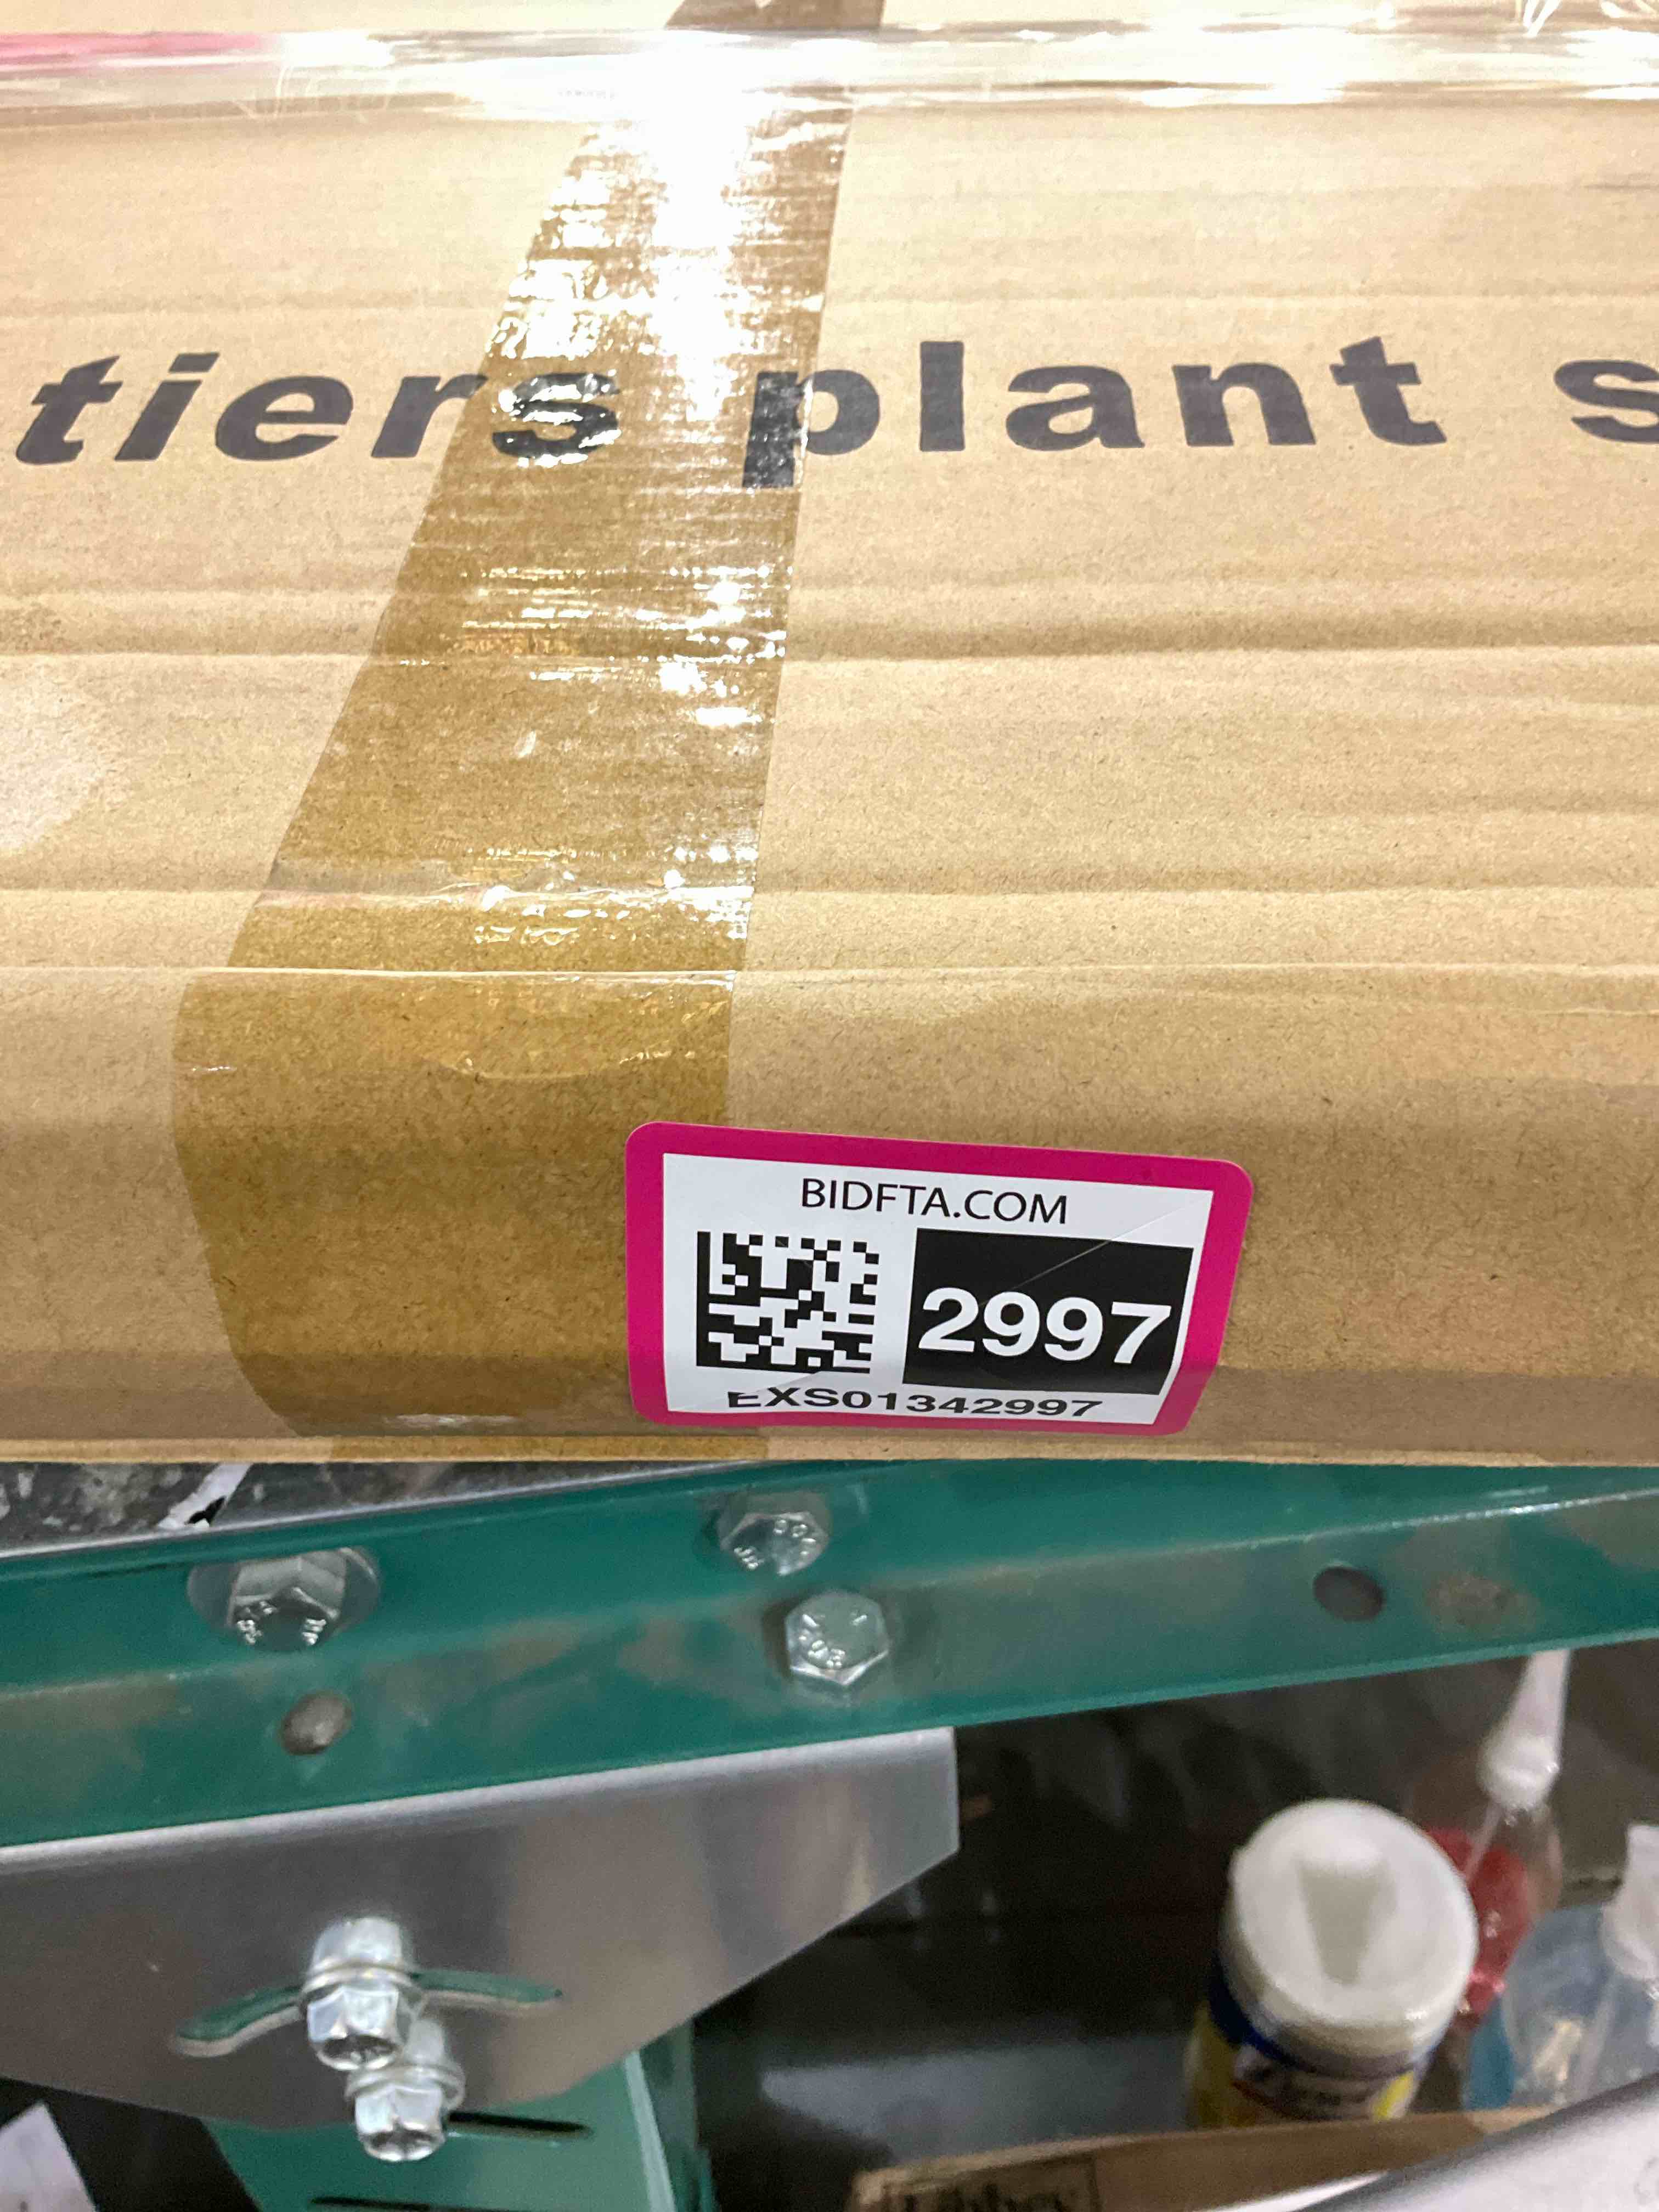 tiers plant s
BIDFTA.COM
2997
EXS01342997